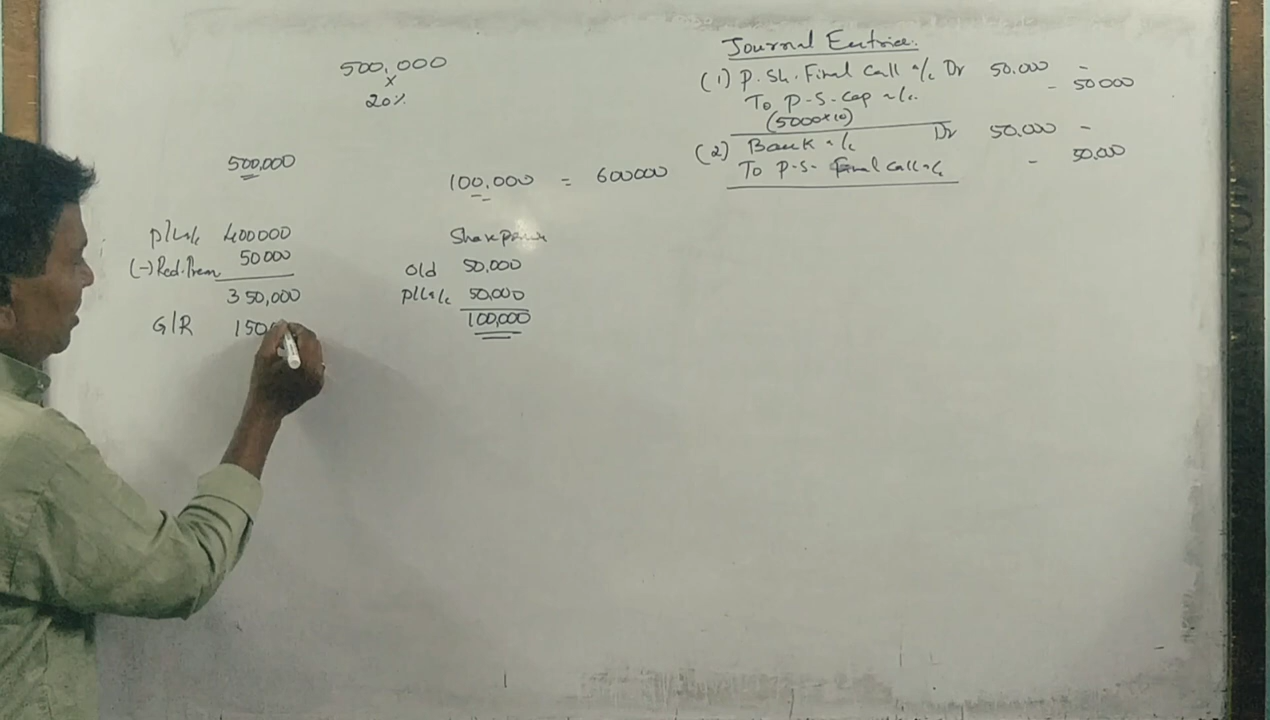 500,000
x
20%
500,000
100,000 = 600000
P/L a/c 400000
(-) Red. Prem 50000
350,000
G/R 150
Share
Old 50,000
P/L a/c 50,000
100,000
Journal Entries.
(1) P. Sh. Final Call a/c Dr 50.000 -
To P-S-Cap a/c. - 50000
(5000x10)
(2) Bank a/c Dr 50.000 -
To P-S- Final Call a/c - 50,000